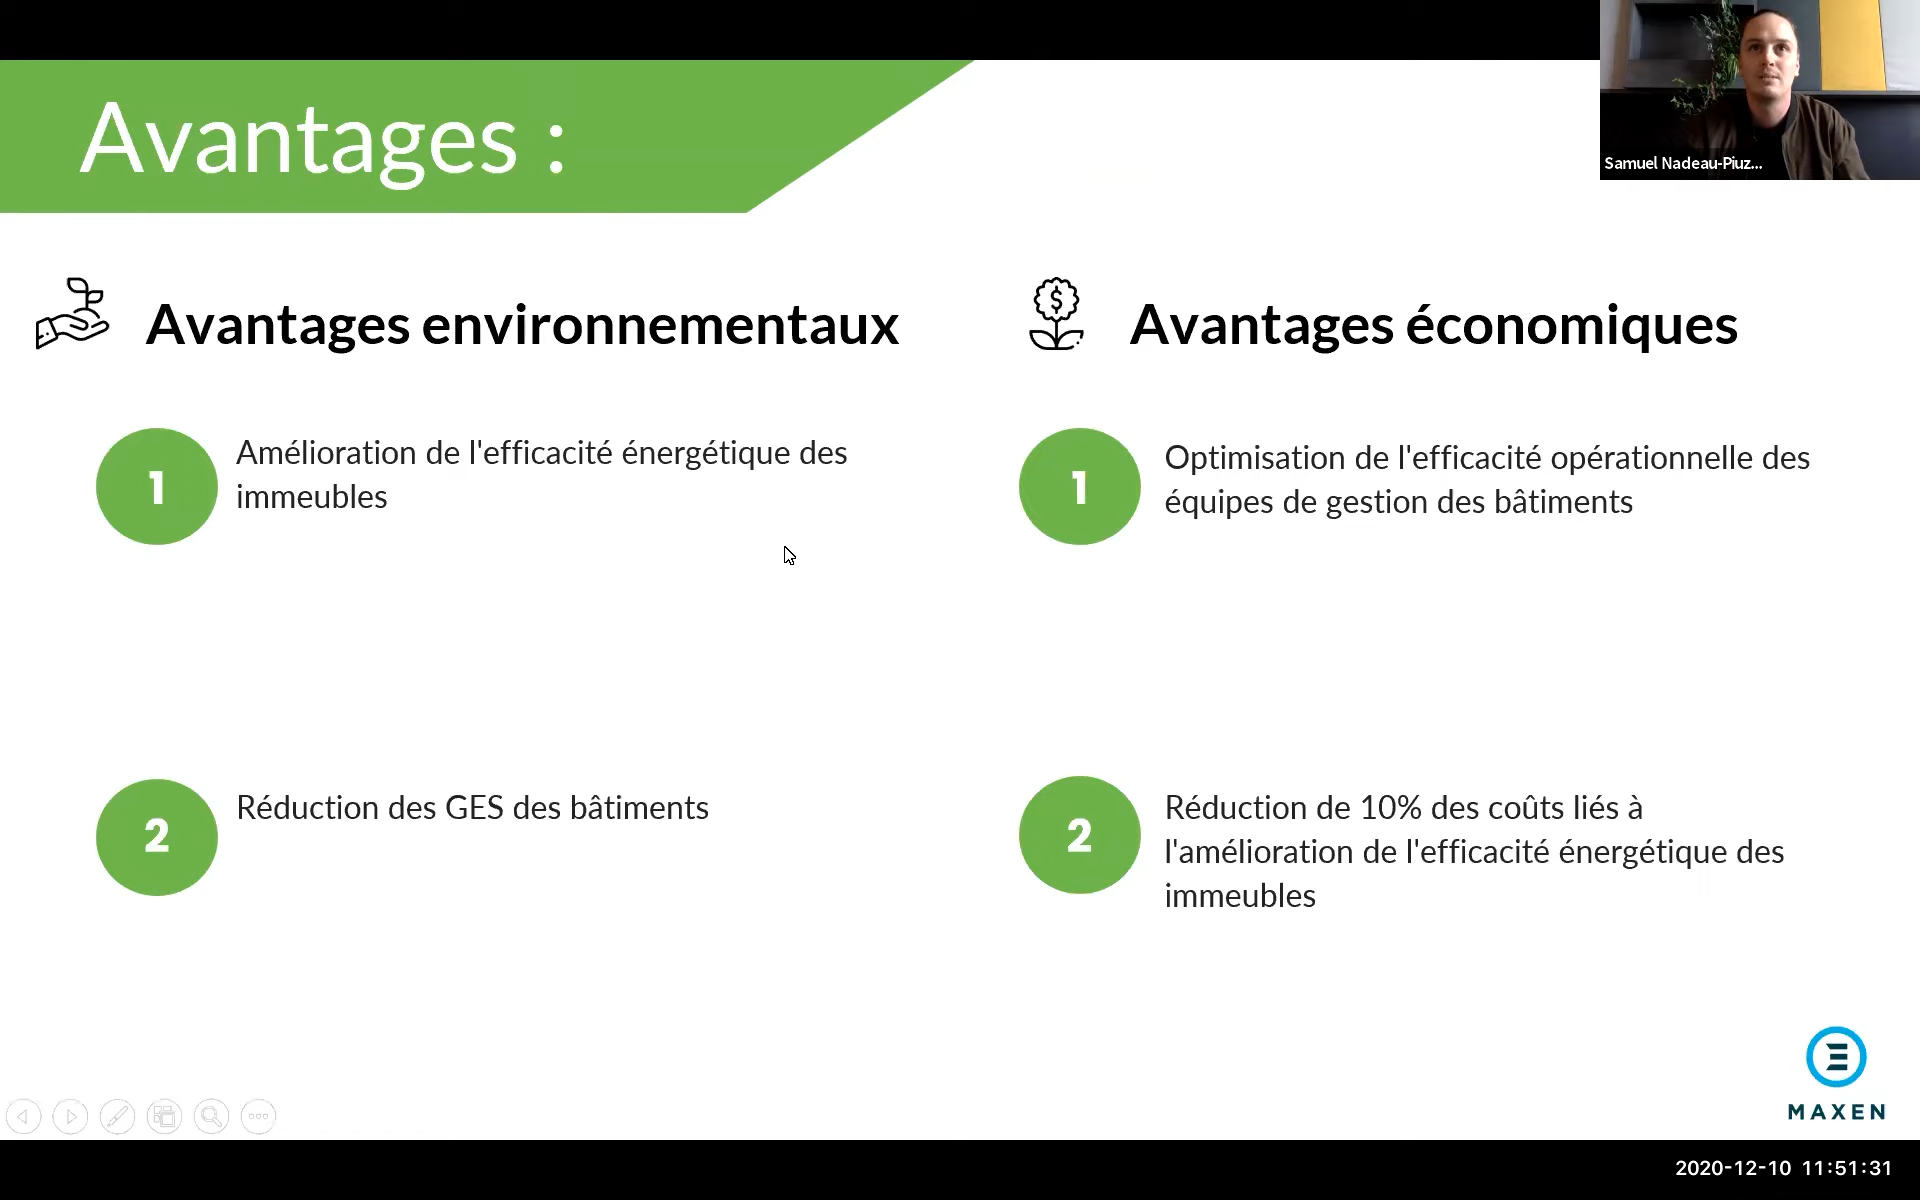 Avantages :
Samuel Nadeau-Piuz...
Avantages environnementaux
1
Amélioration de l'efficacité énergétique des
immeubles
2
Réduction des GES des bâtiments
$
Avantages économiques
1
Optimisation de l'efficacité opérationnelle des
équipes de gestion des bâtiments
2
Réduction de 10% des coûts liés à
l'amélioration de l'efficacité énergétique des
immeubles
MAXEN
2020-12-10 11:51:31